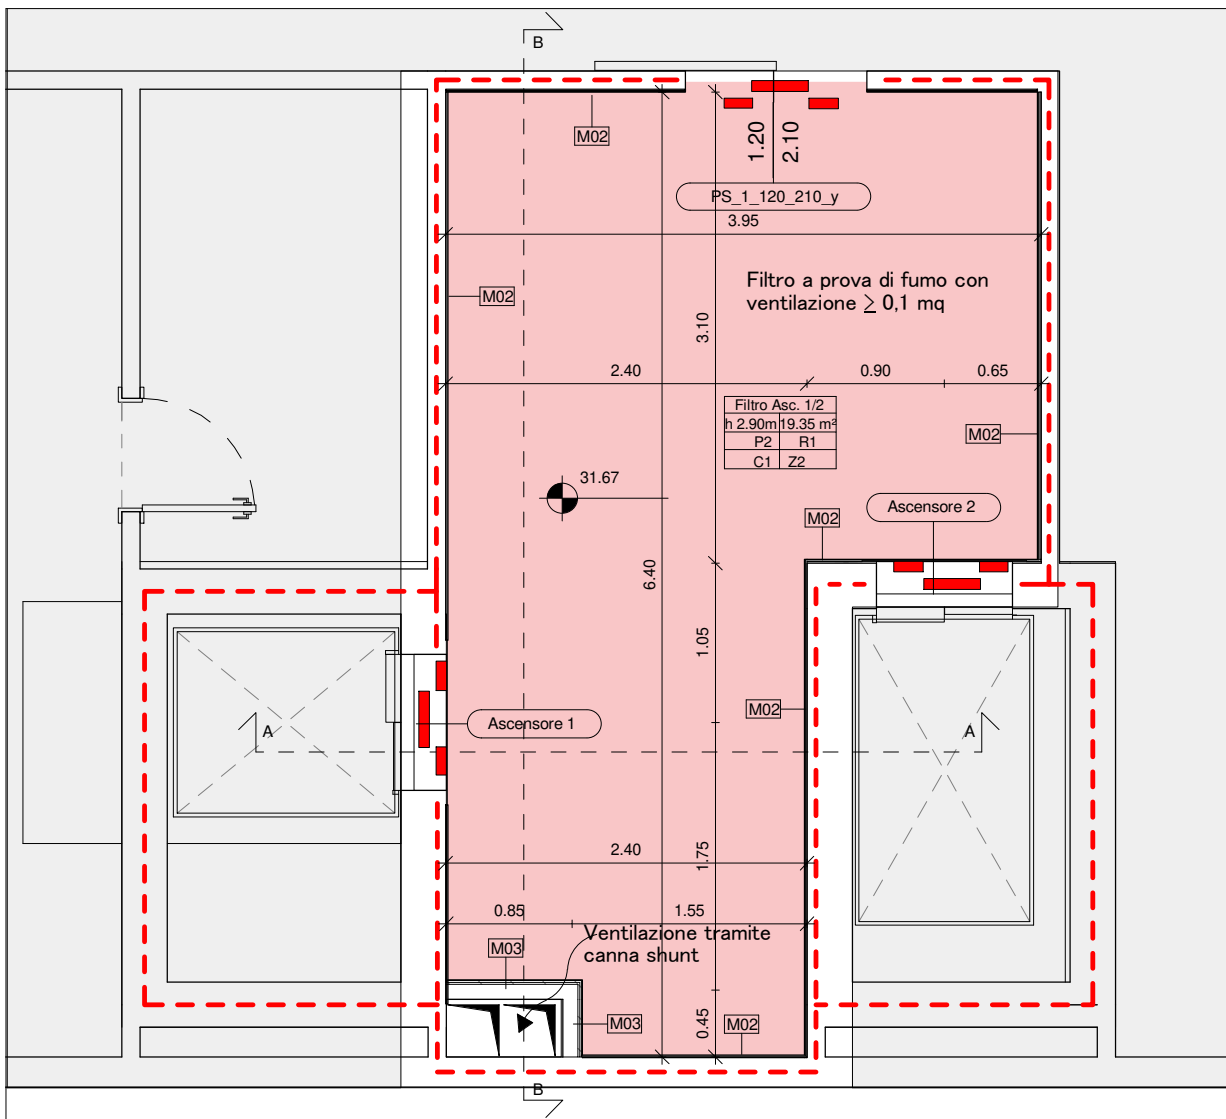 B
M02
1.20
2.10
PS_1_120_210_y
3.95
Filtro a prova di fumo con
ventilazione ≥ 0,1 mq
M02
3.10
2.40
0.90
0.65
Filtro Asc. 1/2
h 2.90m 19.35 m²
P2 R1
C1 Z2
M02
31.67
Ascensore 2
M02
6.40
1.05
M02
Ascensore 1
A
A
2.40
1.75
0.85
1.55
Ventilazione tramite
canna shunt
M03
M03
0.45
M02
B